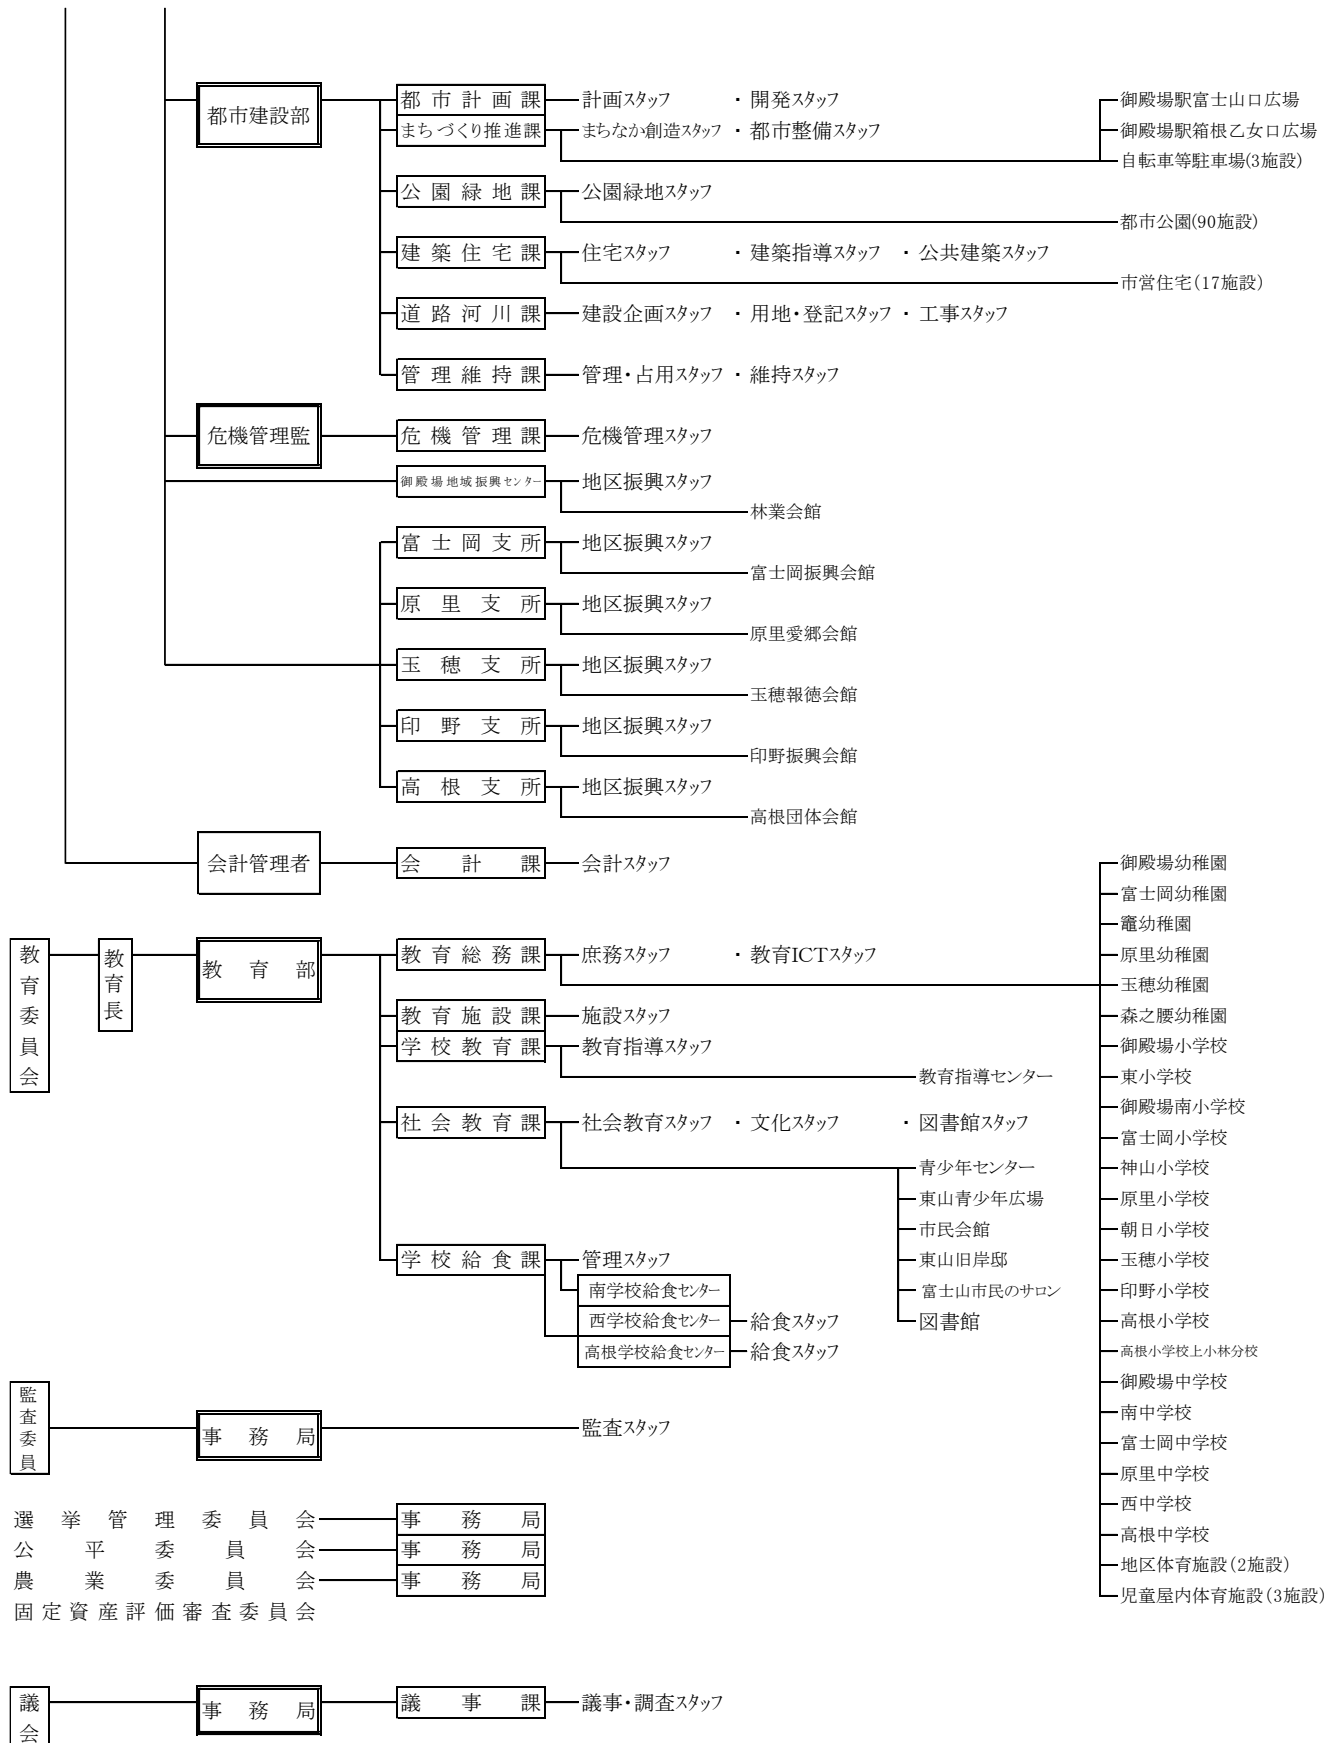 都市建設部
都市計画課 計画スタッフ ・ 開発スタッフ 御殿場駅富士山口広場
まちづくり推進課 まちなか創造スタッフ ・ 都市整備スタッフ 御殿場駅箱根乙女口広場
自転車等駐車場(3施設)
公園緑地課 公園緑地スタッフ
都市公園(90施設)
建築住宅課 住宅スタッフ ・ 建築指導スタッフ ・ 公共建築スタッフ
市営住宅(17施設)
道路河川課 建設企画スタッフ ・ 用地・登記スタッフ ・ 工事スタッフ
管理維持課 管理・占用スタッフ ・ 維持スタッフ
危機管理監 危機管理課 危機管理スタッフ
御殿場地域振興センター 地区振興スタッフ
林業会館
富士岡支所 地区振興スタッフ
富士岡振興会館
原里支所 地区振興スタッフ
原里愛郷会館
玉穂支所 地区振興スタッフ
玉穂報徳会館
印野支所 地区振興スタッフ
印野振興会館
高根支所 地区振興スタッフ
高根団体会館
会計管理者 会計課 会計スタッフ
教育委員会 教育長 教育部
教育総務課 庶務スタッフ ・ 教育ICTスタッフ
御殿場幼稚園
富士岡幼稚園
竈幼稚園
原里幼稚園
玉穂幼稚園
森之腰幼稚園
御殿場小学校
東小学校
御殿場南小学校
富士岡小学校
神山小学校
原里小学校
朝日小学校
玉穂小学校
印野小学校
高根小学校
高根小学校上小林分校
御殿場中学校
南中学校
富士岡中学校
原里中学校
西中学校
高根中学校
地区体育施設(2施設)
児童屋内体育施設(3施設)
教育施設課 施設スタッフ
学校教育課 教育指導スタッフ
教育指導センター
社会教育課 社会教育スタッフ ・ 文化スタッフ ・ 図書館スタッフ
青少年センター
東山青少年広場
市民会館
東山旧岸邸
富士山市民のサロン
図書館
学校給食課 管理スタッフ
南学校給食センター
西学校給食センター 給食スタッフ
高根学校給食センター 給食スタッフ
監査委員 事務局 監査スタッフ
選挙管理委員会 事務局
公平委員会 事務局
農業委員会 事務局
固定資産評価審査委員会
議会 事務局 議事課 議事・調査スタッフ